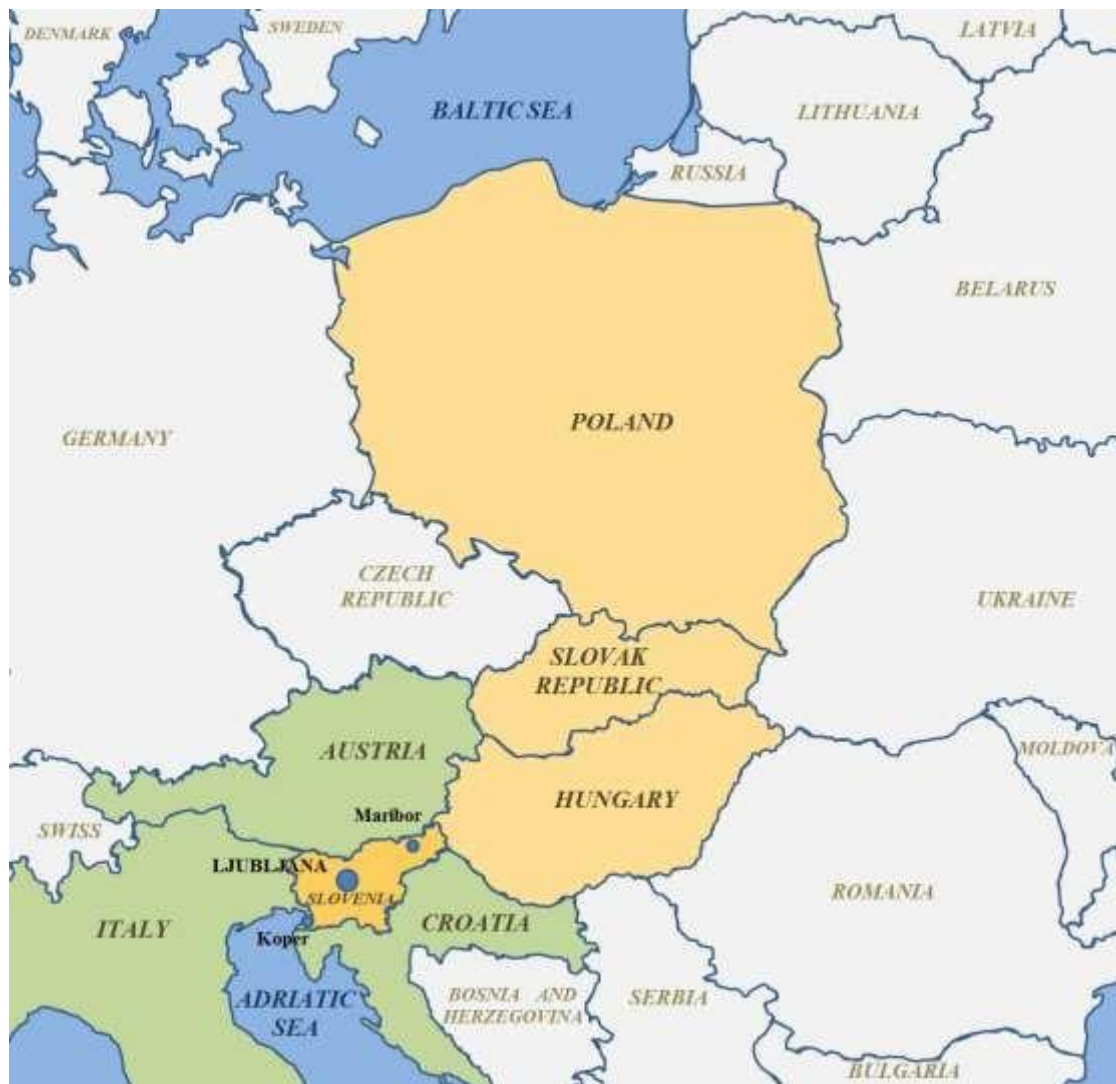 DENMARK
SWEDEN
LATVIA
BALTIC SEA
LITHUANIA
RUSSIA
BELARUS
POLAND
GERMANY
CZECH
REPUBLIC
UKRAINE
SLOVAK
REPUBLIC
AUSTRIA
MOLDOVA
HUNGARY
Maribor
SWISS
LJUBLJANA
SLOVENIA
ROMANIA
ITALY
CROATIA
Koper
ADRIATIC
SEA
BOSNIA AND
HERZEGOVINA
SERBIA
BULGARIA